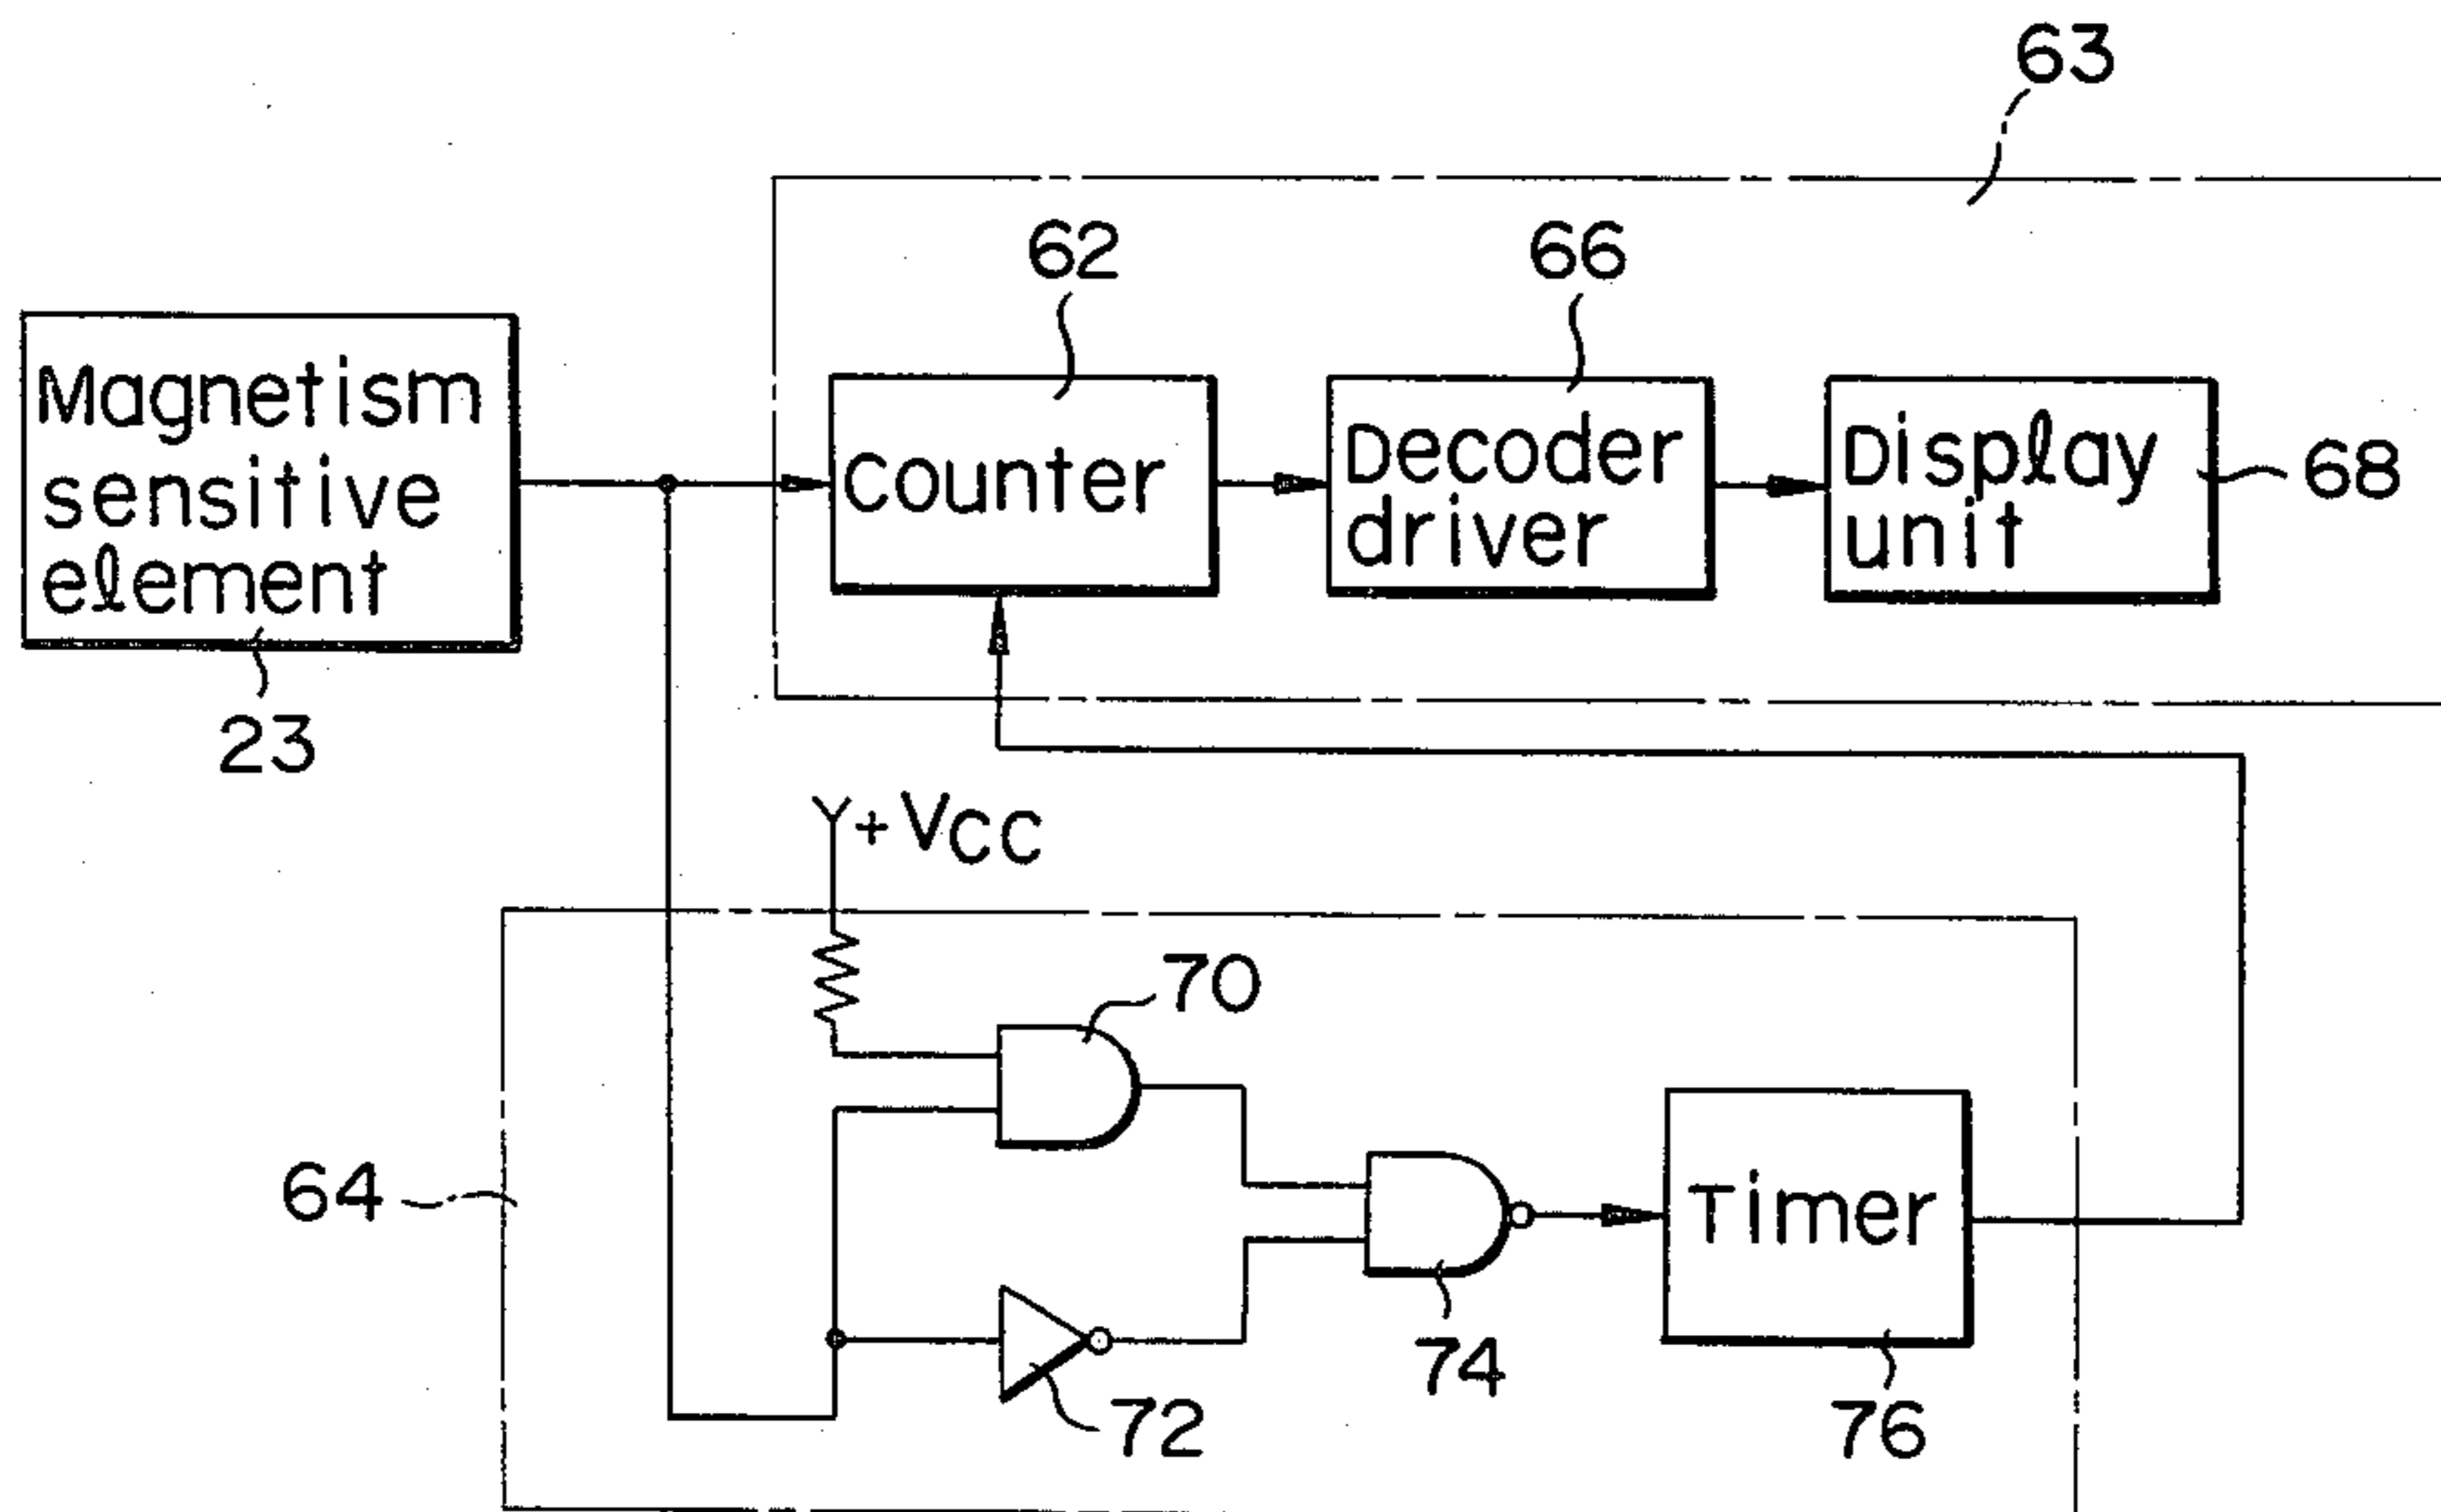 63
62
66
Magnetism
sensitive
element
Counter
Decoder
driver
Display
unit
68
23
+VCC
70
64
Timer
74
72
76